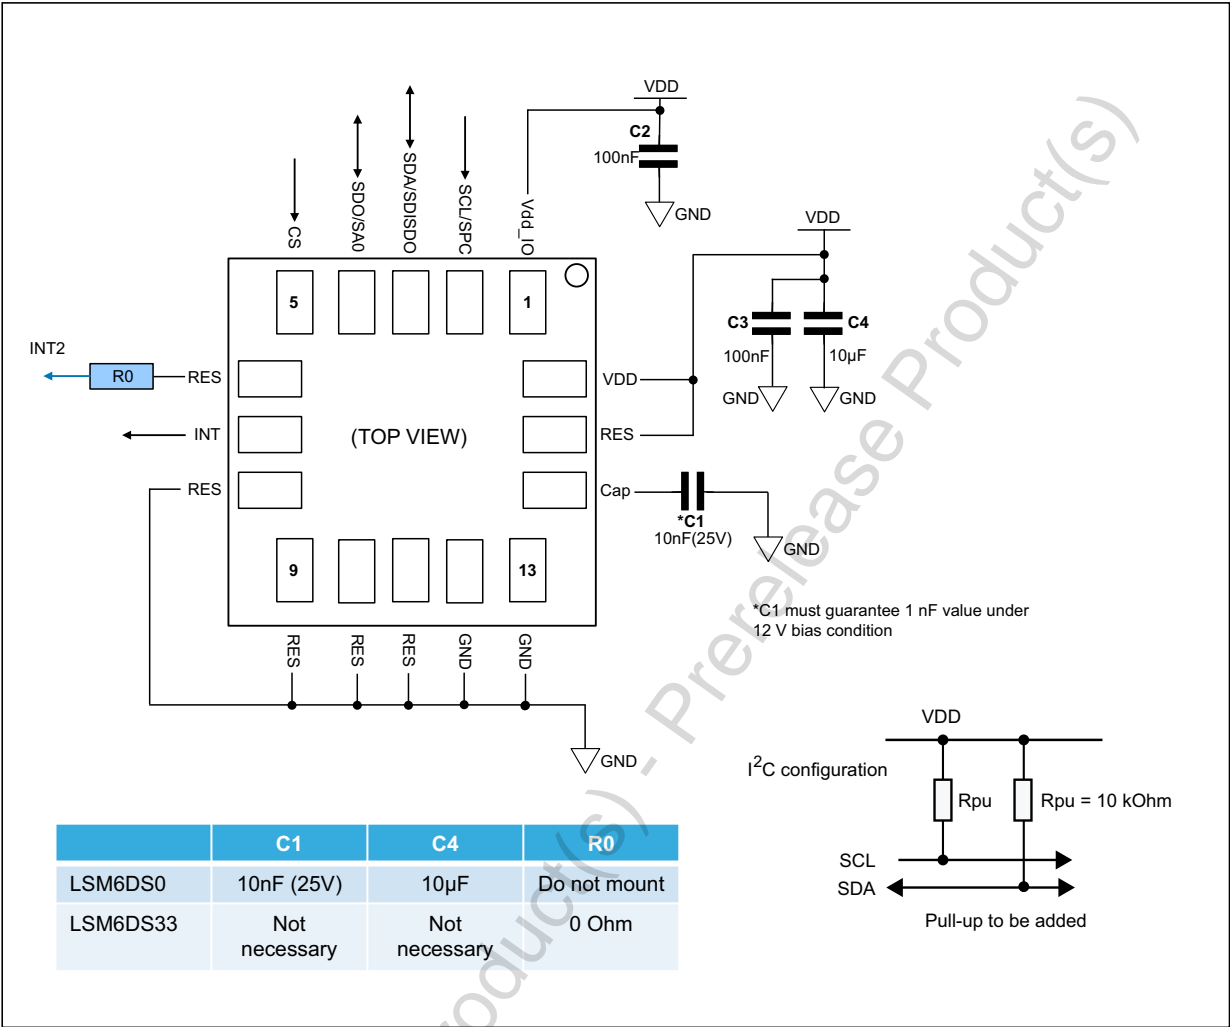 VDD
C2
100nF
GND
CS
SDO/SA0
SDA/SDISDO
SCL/SPC
Vdd_IO
VDD
C3
C4
100nF
10µF
GND
GND
5
1
INT2
R0
RES
VDD
INT
(TOP VIEW)
RES
RES
Cap
*C1
10nF(25V)
GND
9
13
*C1 must guarantee 1 nF value under
12 V bias condition
RES
RES
RES
GND
GND
GND
VDD
I2C configuration
Rpu
Rpu = 10 kOhm
SCL
SDA
Pull-up to be added
C1 C4 R0
LSM6DS0 10nF (25V) 10µF Do not mount
LSM6DS33 Not necessary Not necessary 0 Ohm
Product(s) - Prerelease Product(s)